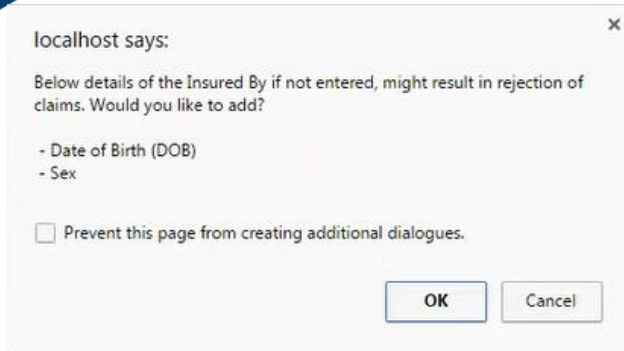 localhost says:
Below details of the Insured By if not entered, might result in rejection of
claims. Would you like to add?
- Date of Birth (DOB)
- Sex
Prevent this page from creating additional dialogues.
OK Cancel